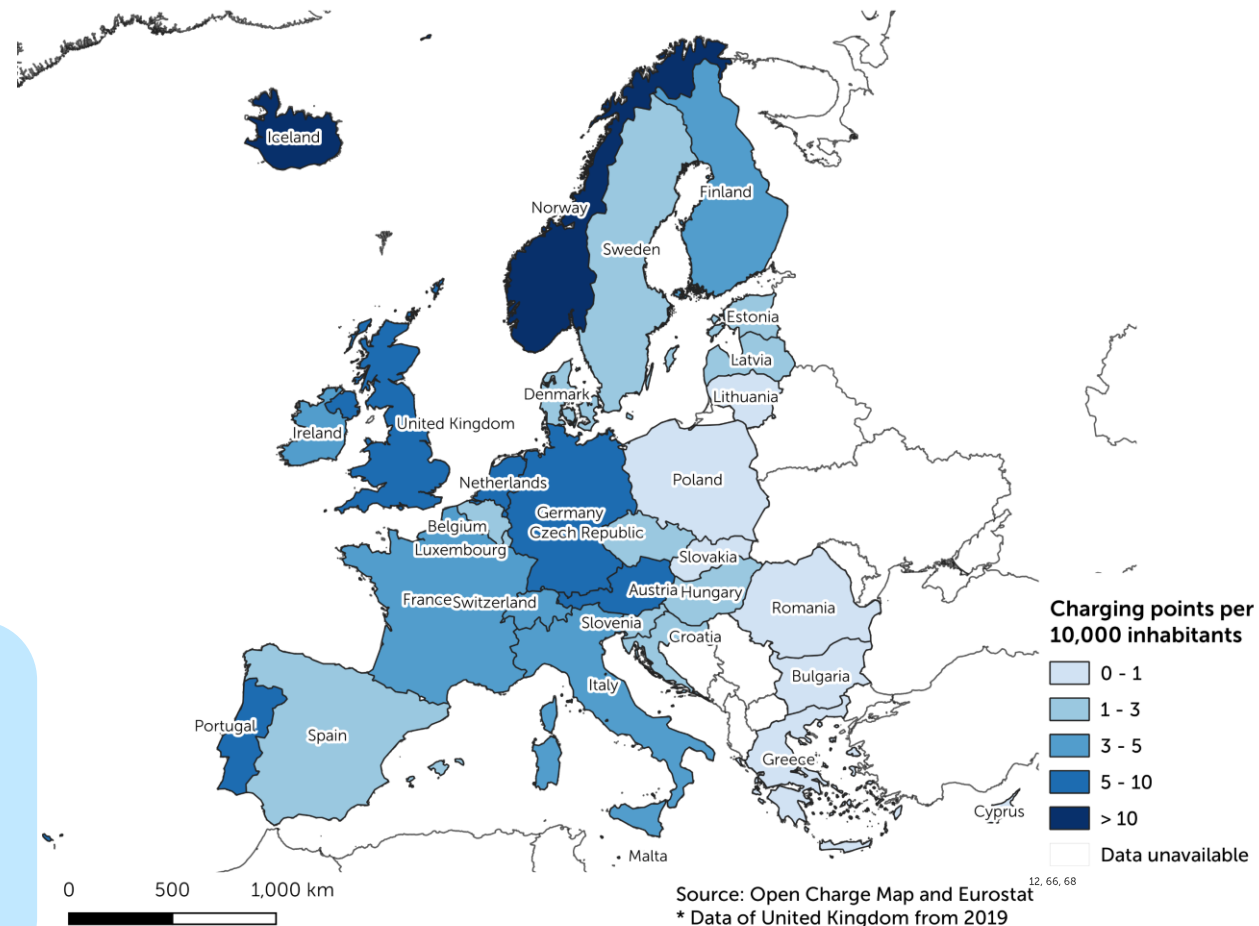 Iceland
Norway
Finland
Sweden
Estonia
Latvia
Denmark
Lithuania
United Kingdom
Ireland
Poland
Netherlands
Germany
Belgium
Czech Republic
Luxembourg
Slovakia
Austria
Hungary
France
Switzerland
Romania
Slovenia
Croatia
Bulgaria
Italy
Portugal
Spain
Greece
Cyprus
Malta
Charging points per
10,000 inhabitants
0 - 1
1 - 3
3 - 5
5 - 10
> 10
Data unavailable
0 500 1,000 km
Source: Open Charge Map and Eurostat 12, 66, 68
* Data of United Kingdom from 2019